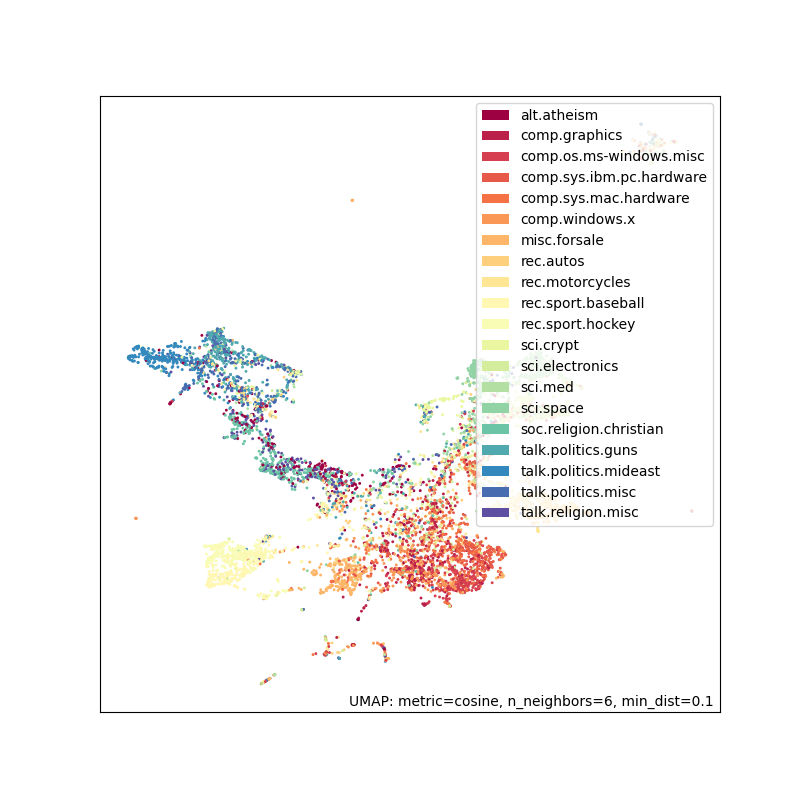 alt.atheism
comp.graphics
comp.os.ms-windows.misc
comp.sys.ibm.pc.hardware
comp.sys.mac.hardware
comp.windows.x
misc.forsale
rec.autos
rec.motorcycles
rec.sport.baseball
rec.sport.hockey
sci.crypt
sci.electronics
sci.med
sci.space
soc.religion.christian
talk.politics.guns
talk.politics.mideast
talk.politics.misc
talk.religion.misc
UMAP: metric=cosine, n_neighbors=6, min_dist=0.1